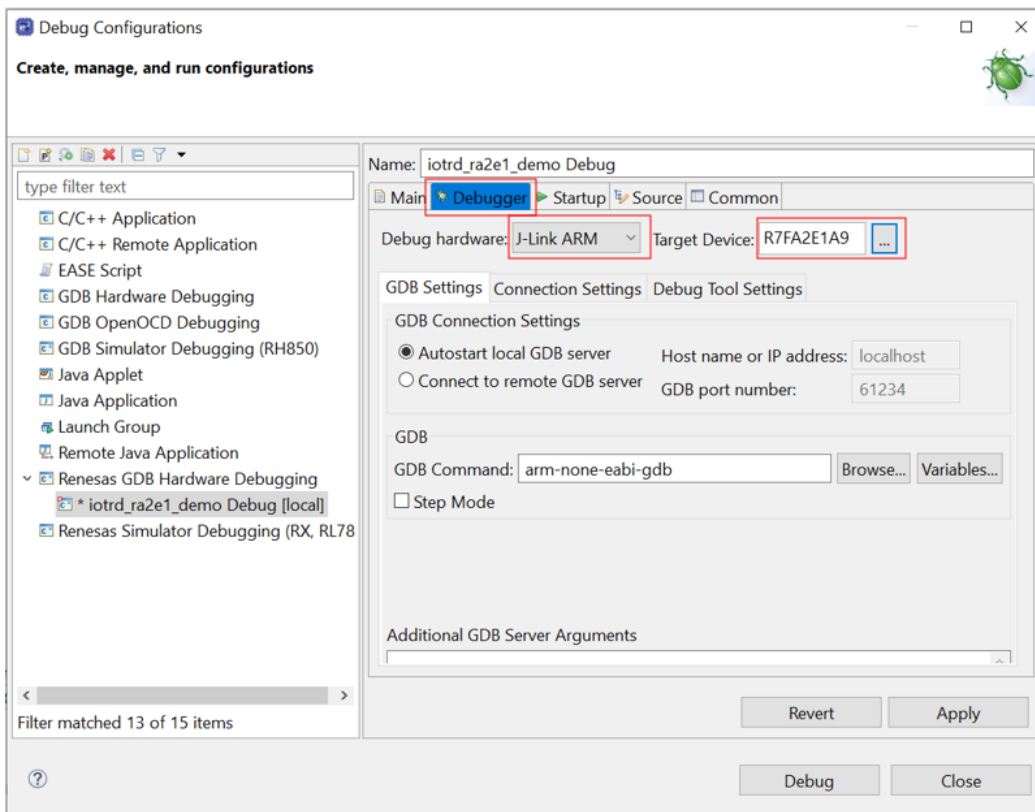 Debug Configurations
Create, manage, and run configurations
type filter text
C/C++ Application
C/C++ Remote Application
EASE Script
GDB Hardware Debugging
GDB OpenOCD Debugging
GDB Simulator Debugging (RH850)
Java Applet
Java Application
Launch Group
Remote Java Application
Renesas GDB Hardware Debugging
* iotrd_ra2e1_demo Debug [local]
Renesas Simulator Debugging (RX, RL78
Filter matched 13 of 15 items
Name: iotrd_ra2e1_demo Debug
Main Debugger Startup Source Common
Debug hardware: J-Link ARM Target Device: R7FA2E1A9 ...
GDB Settings Connection Settings Debug Tool Settings
GDB Connection Settings
Autostart local GDB server Host name or IP address: localhost
Connect to remote GDB server GDB port number: 61234
GDB
GDB Command: arm-none-eabi-gdb Browse... Variables...
Step Mode
Additional GDB Server Arguments
Revert Apply
? Debug Close